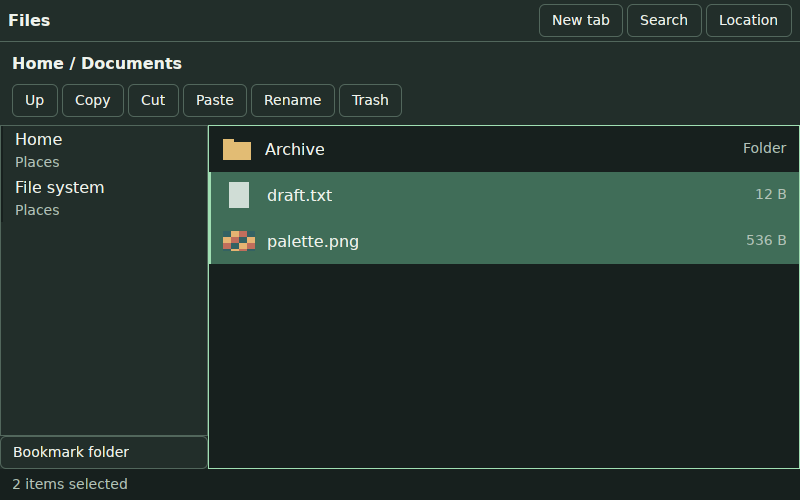 Files
New tab
Search
Location
Home / Documents
Up
Copy
Cut
Paste
Rename
Trash
Home
Places
File system
Places
Bookmark folder
Archive
Folder
draft.txt
12 B
palette.png
536 B
2 items selected